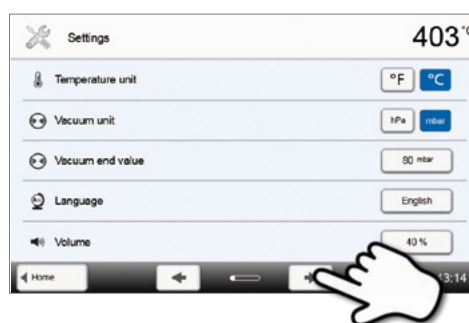 Settings 403 °C
Temperature unit °F °C
Vacuum unit hPa mbar
Vacuum end value 80 mbar
Language English
Volume 40 %
Home 13:14